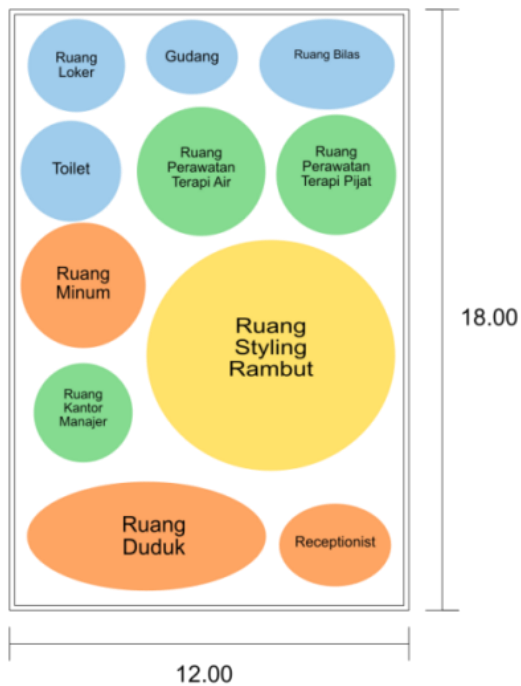 Ruang
Loker
Gudang
Ruang Bilas
Toilet
Ruang
Perawatan
Terapi Air
Ruang
Perawatan
Terapi Pijat
Ruang
Minum
Ruang
Styling
Rambut
18.00
Ruang
Kantor
Manajer
Ruang
Duduk
Receptionist
12.00